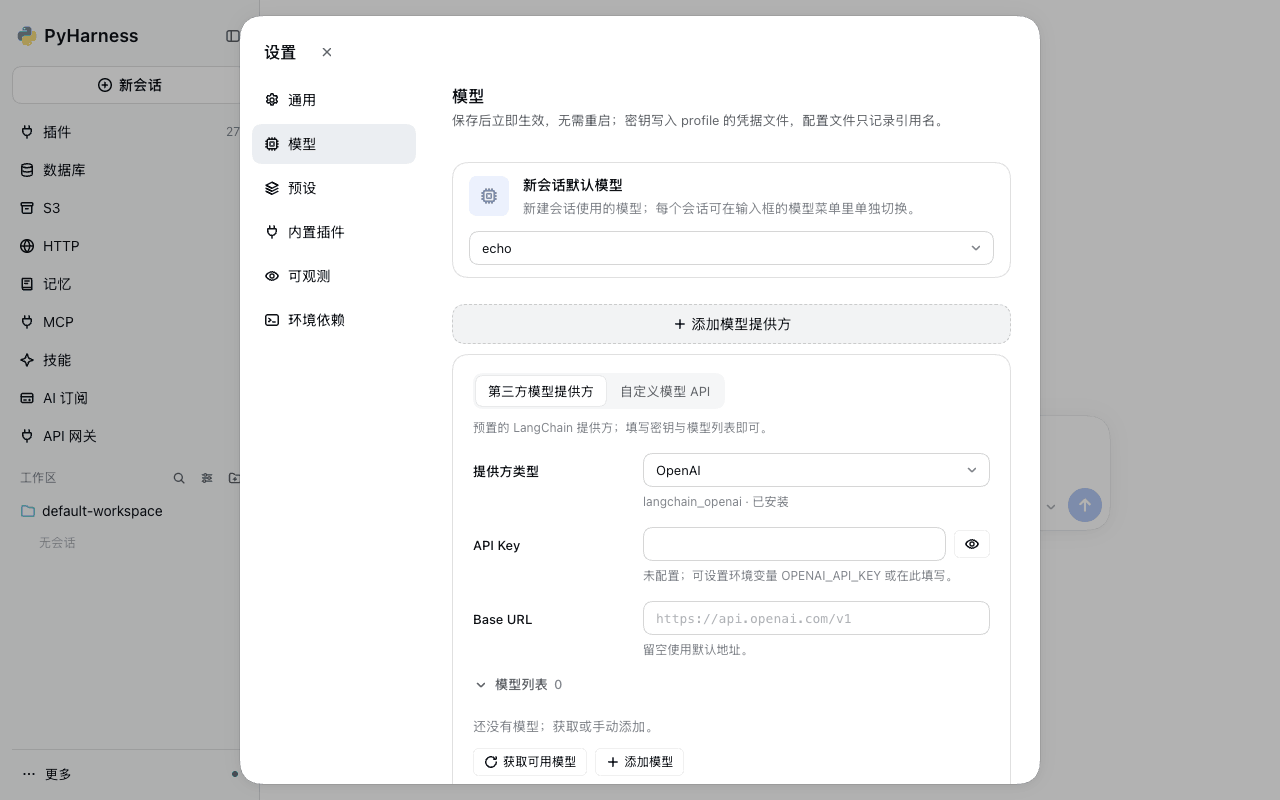 PyHarness
新会话
插件
27
数据库
S3
HTTP
记忆
MCP
技能
AI 订阅
API 网关
工作区
default-workspace
无会话
更多
设置
通用
模型
预设
内置插件
可观测
环境依赖
模型
保存后立即生效，无需重启；密钥写入 profile 的凭据文件，配置文件只记录引用名。
新会话默认模型
新建会话使用的模型；每个会话可在输入框的模型菜单里单独切换。
echo
添加模型提供方
第三方模型提供方
自定义模型 API
预置的 LangChain 提供方；填写密钥与模型列表即可。
提供方类型
OpenAI
langchain_openai · 已安装
API Key
未配置；可设置环境变量 OPENAI_API_KEY 或在此填写。
Base URL
https://api.openai.com/v1
留空使用默认地址。
模型列表 0
还没有模型；获取或手动添加。
获取可用模型
添加模型